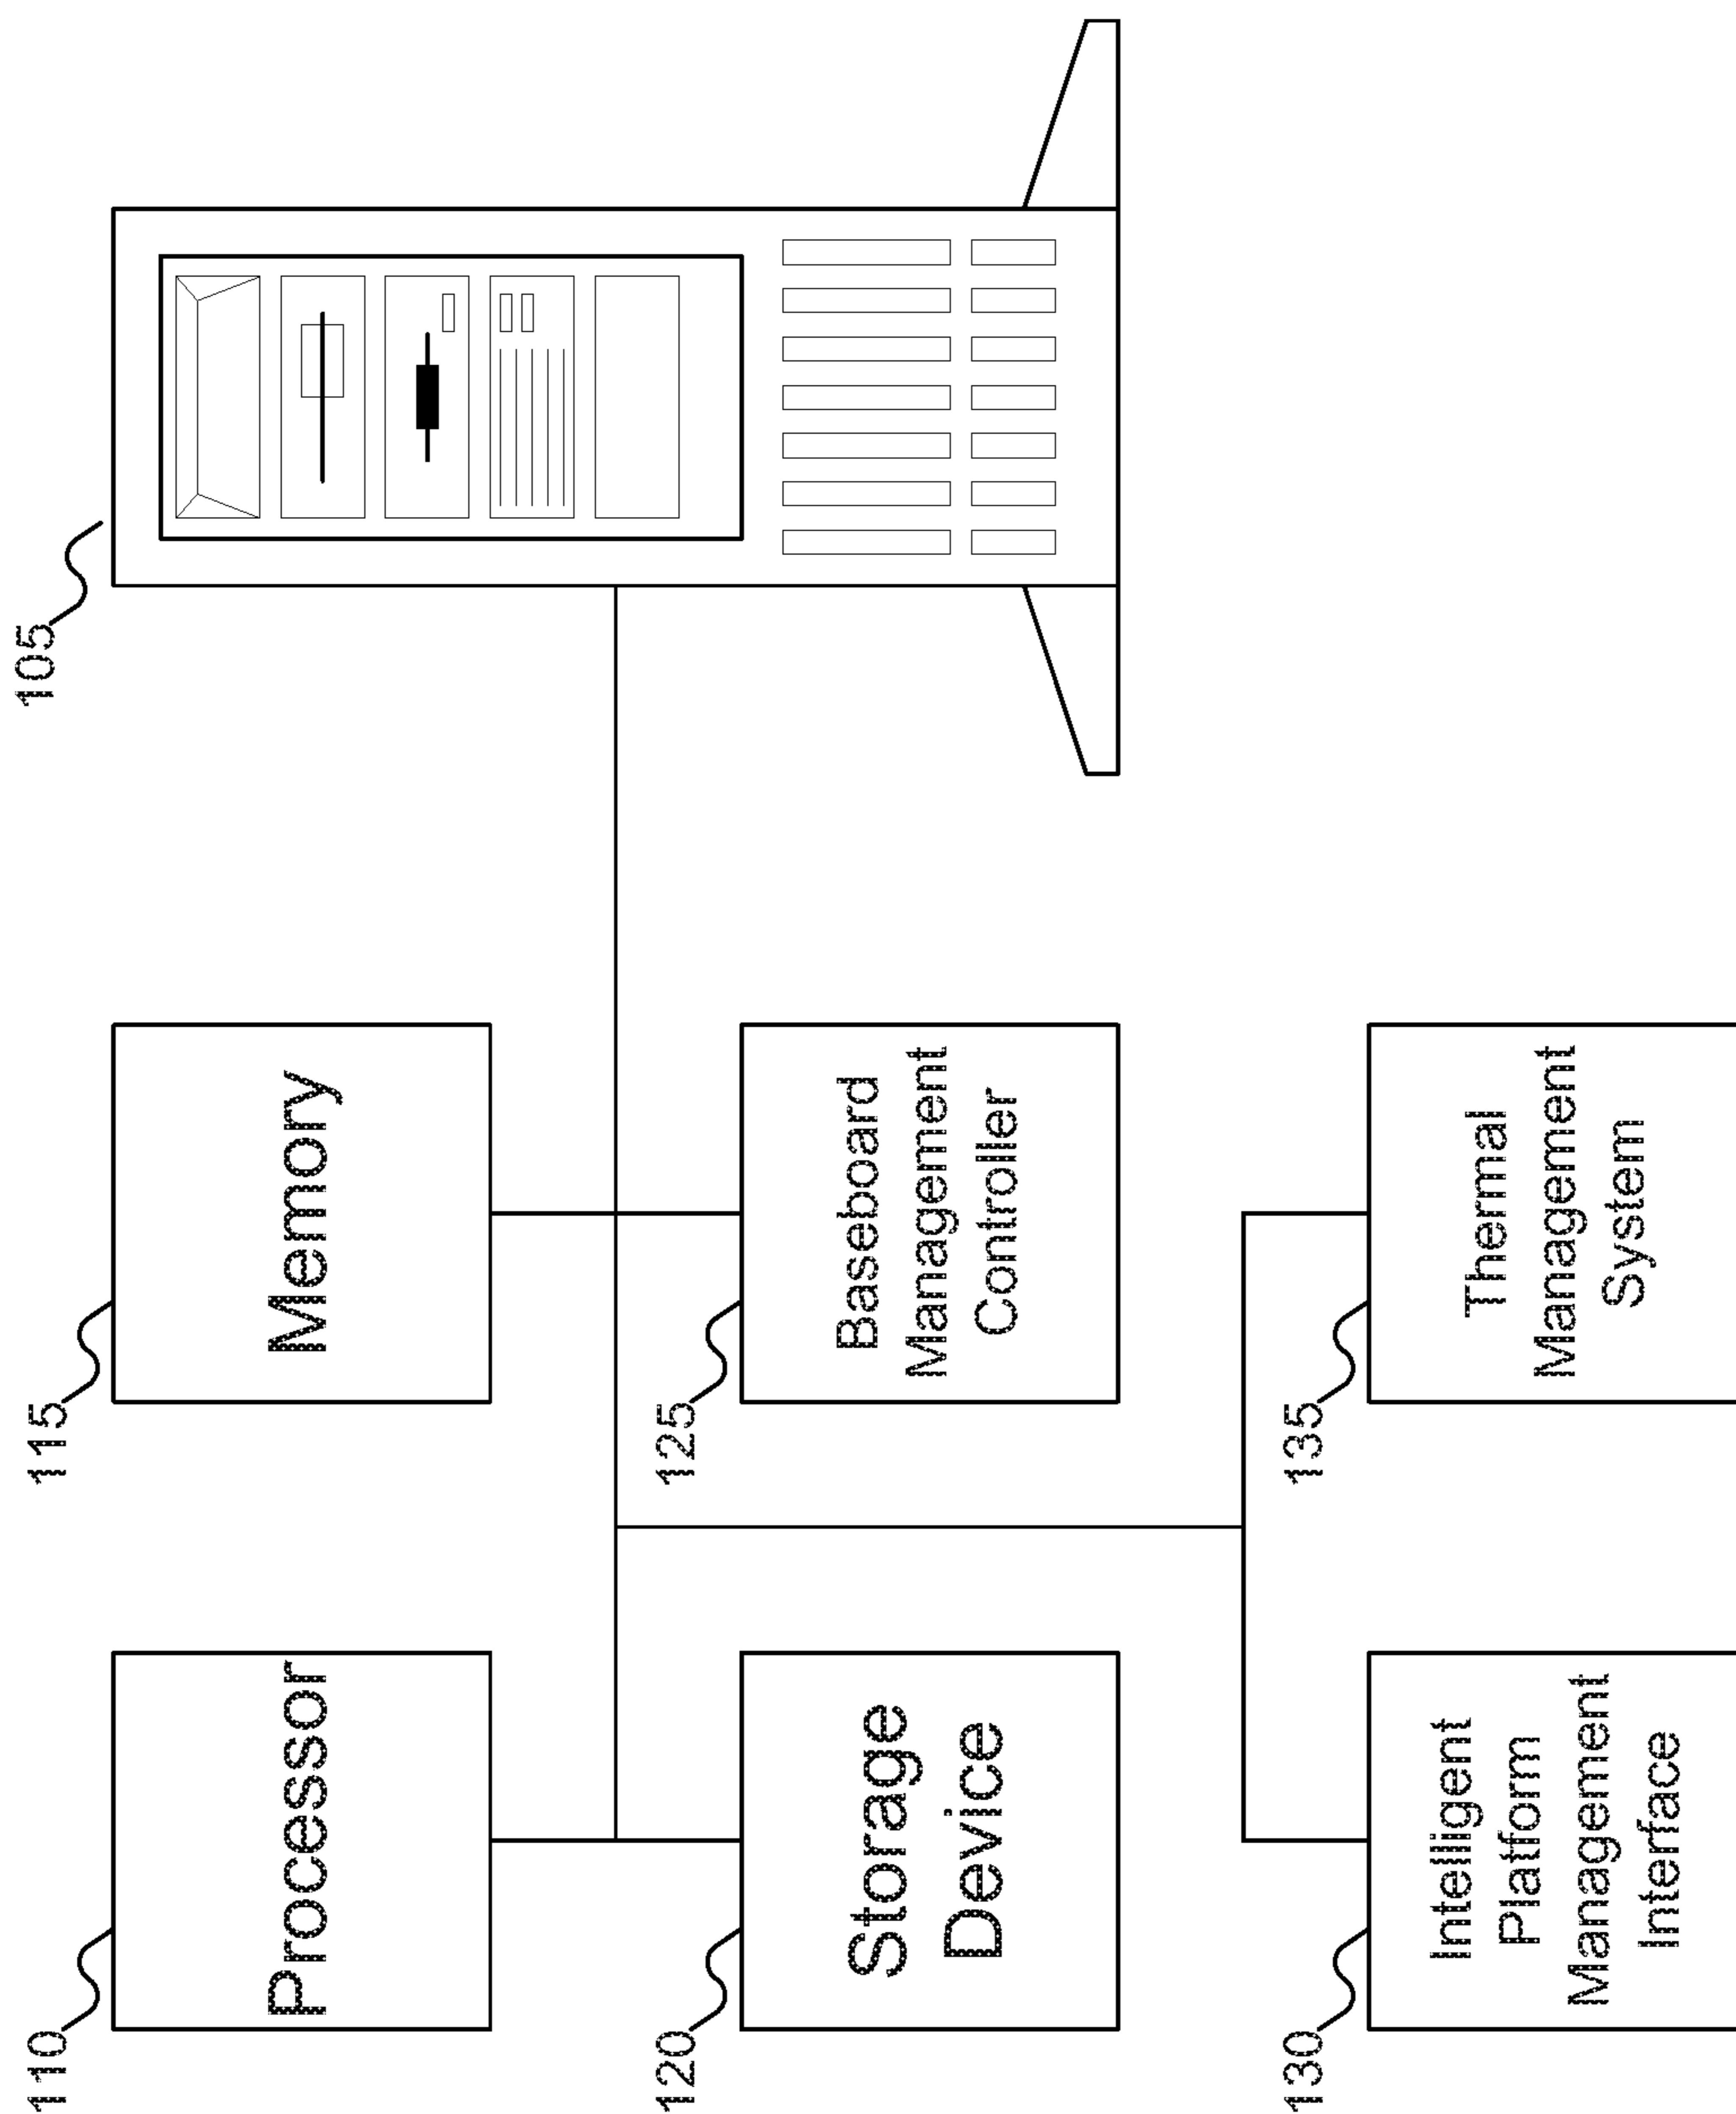 110
115
105
Processor
Memory
120
125
Storage
Device
Baseboard
Management
Controller
130
135
Intelligent
Platform
Management
Interface
Thermal
Management
System